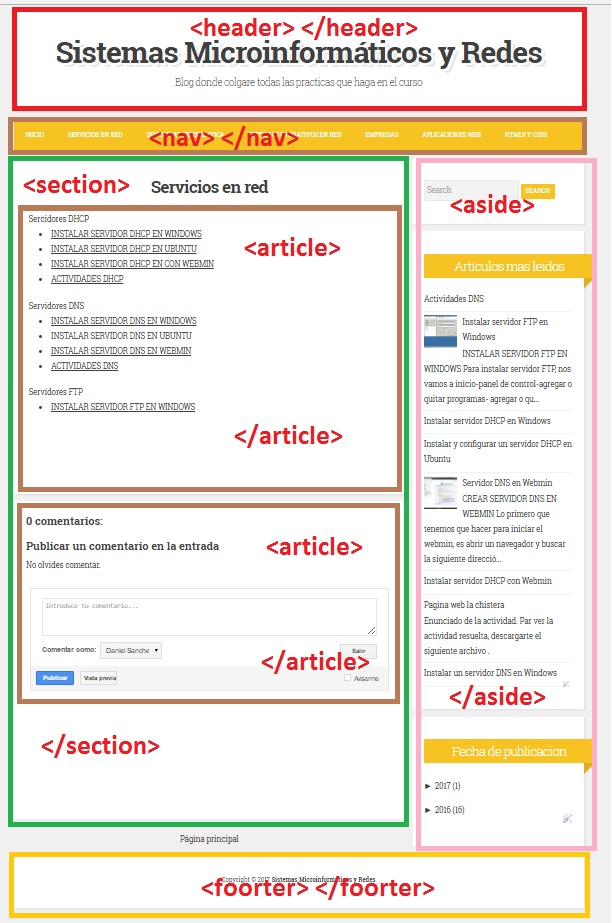 <header> </header>
Sistemas Microinformáticos y Redes
Blog donde colgare todas las practicas que haga en el curso
INICIO SERVICIOS EN RED EN RED EMPRESAS APLICACIONES WEB HTML5 Y CSS
<nav> </nav>
<section>
Servicios en red
<article>
Sercidores DHCP
INSTALAR SERVIDOR DHCP EN WINDOWS
INSTALAR SERVIDOR DHCP EN UBUNTU
INSTALAR SERVIDOR DHCP EN CON WEBMIN
ACTIVIDADES DHCP
Servidores DNS
INSTALAR SERVIDOR DNS EN WINDOWS
INSTALAR SERVIDOR DNS EN UBUNTU
INSTALAR SERVIDOR DNS EN WEBMIN
ACTIVIDADES DNS
Servidores FTP
INSTALAR SERVIDOR FTP EN WINDOWS
</article>
0 comentarios:
<article>
Publicar un comentario en la entrada
No olvides comentar.
Introduce tu comentario...
Comentar como: Daniel Sanche Salir
</article>
Publicar Vista previa Avisarme
</section>
Search SEARCH
<aside>
Artículos mas leidos
Actividades DNS
Instalar servidor FTP en
Windows
INSTALAR SERVIDOR FTP EN
WINDOWS Para instalar servidor FTP, nos
vamos a inicio-panel de control-agregar o
quitar programas- agregar o qu...
Instalar servidor DHCP en Windows
Instalar y configurar un servidor DHCP en
Ubuntu
Servidor DNS en Webmin
CREAR SERVIDOR DNS EN
WEBMIN Lo primero que
tenemos que hacer para iniciar el
webmin, es abrir un navegador y buscar
la siguiente direcció...
Instalar servidor DHCP con Webmin
Pagina web la chistera
Enunciado de la actividad. Par ver la
actividad resuelta, descargarte el
siguiente archivo .
Instalar un servidor DNS en Windows
</aside>
Fecha de publicacion
► 2017 (1)
► 2016 (16)
Página principal
Copyright © 2017 Sistemas Microinformáticos y Redes
<foorter> </foorter>